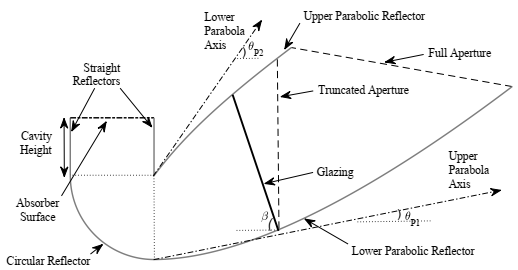 Lower
Parabola
Axis
θP2
Upper Parabolic Reflector
Full Aperture
Straight
Reflectors
Truncated Aperture
Cavity
Height
Glazing
Upper
Parabola
Axis
Absorber
Surface
β
θP1
Circular Reflector
Lower Parabolic Reflector